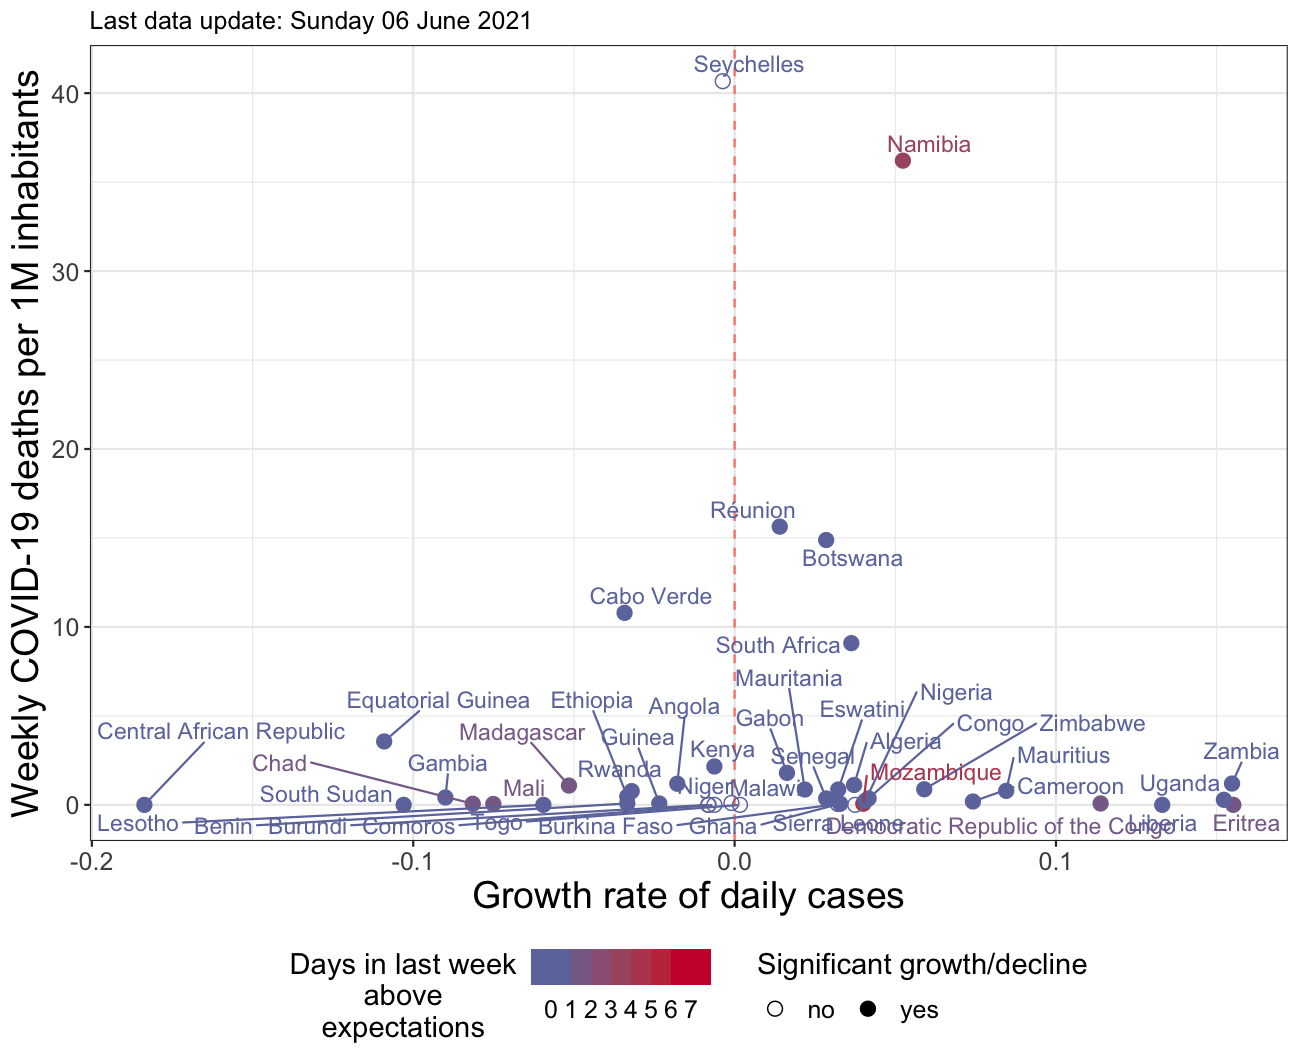 Last data update: Sunday 06 June 2021
Weekly COVID-19 deaths per 1M inhabitants
40
30
20
10
0
Seychelles
Namibia
Réunion
Botswana
Cabo Verde
South Africa
Mauritania
Equatorial Guinea
Ethiopia
Angola
Nigeria
Eswatini
Gabon
Congo
Zimbabwe
Central African Republic
Madagascar
Guinea
Algeria
Kenya
Zambia
Senegal
Mauritius
Chad
Gambia
Rwanda
Mozambique
South Sudan
Mali
Niger
Malawi
Cameroon
Uganda
Lesotho
Benin
Burundi
Comoros
Togo
Burkina Faso
Ghana
Sierra Leone
Democratic Republic of the Congo
Liberia
Eritrea
-0.2
-0.1
0.0
0.1
Growth rate of daily cases
Days in last week
above
expectations
0 1 2 3 4 5 6 7
Significant growth/decline
no
yes